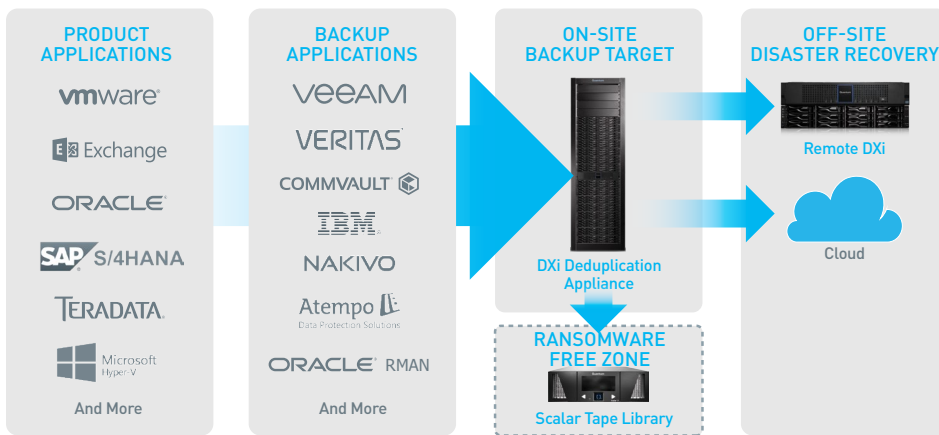 PRODUCT
APPLICATIONS
vmware®
Exchange
ORACLE®
SAP® S/4HANA
TERADATA.
Microsoft
Hyper-V
And More
BACKUP
APPLICATIONS
VEEAM
VERITAS
COMMVAULT
IBM
NAKIVO
Atempo
Data Protection Solutions
ORACLE® RMAN
And More
ON-SITE
BACKUP TARGET
DXi Deduplication
Appliance
RANSOMWARE
FREE ZONE
Scalar Tape Library
OFF-SITE
DISASTER RECOVERY
Remote DXi
Cloud